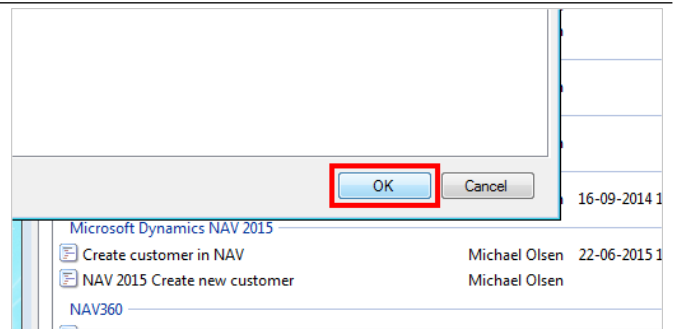 OK Cancel
16-09-2014 1
Microsoft Dynamics NAV 2015
Create customer in NAV Michael Olsen 22-06-2015 1
NAV 2015 Create new customer Michael Olsen
NAV360